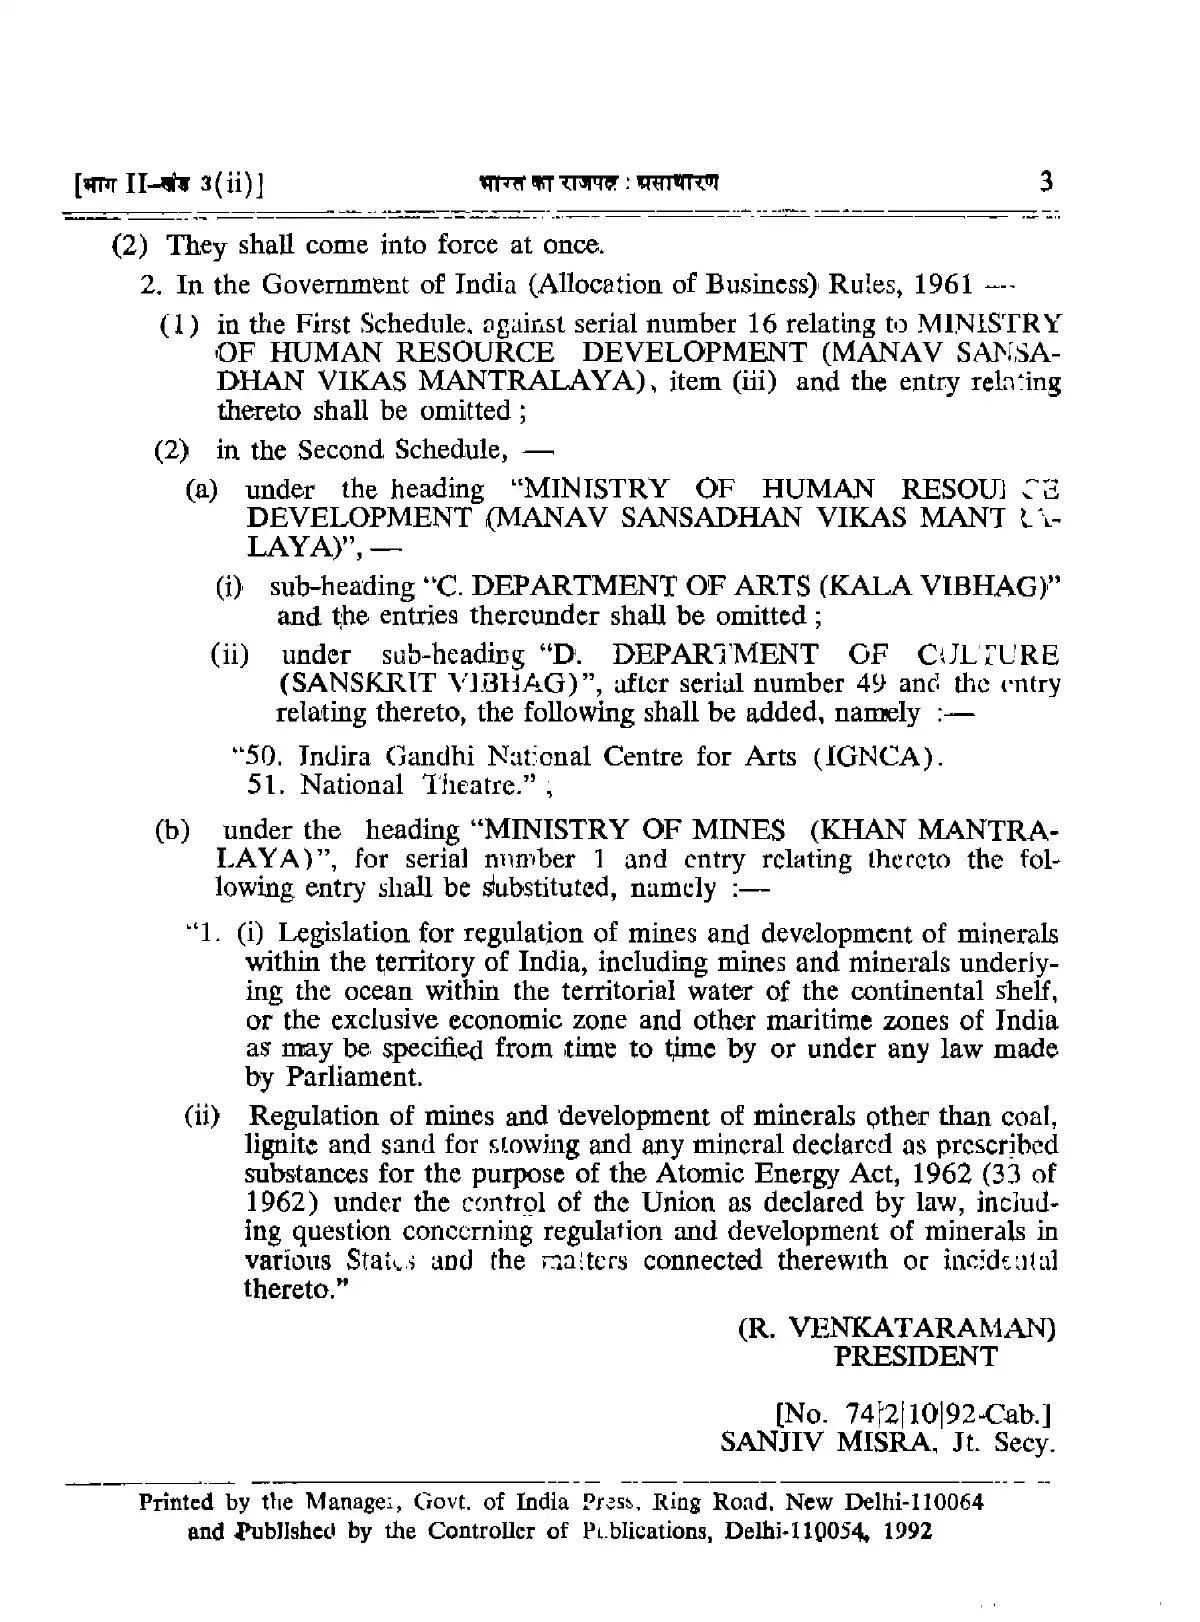 [भाग II—खंड 3(ii)] भारत का राजपत्र : असाधारण 3
(2) They shall come into force at once.
2. In the Government of India (Allocation of Business) Rules, 1961 —
(1) in the First Schedule, against serial number 16 relating to MINISTRY
OF HUMAN RESOURCE DEVELOPMENT (MANAV SANSA-
DHAN VIKAS MANTRALAYA), item (iii) and the entry relating
thereto shall be omitted ;
(2) in the Second Schedule, —
(a) under the heading “MINISTRY OF HUMAN RESOURCE
DEVELOPMENT (MANAV SANSADHAN VIKAS MANTRA-
LAYA)”, —
(i) sub-heading “C. DEPARTMENT OF ARTS (KALA VIBHAG)”
and the entries thereunder shall be omitted ;
(ii) under sub-heading “D. DEPARTMENT OF CULTURE
(SANSKRIT VIBHAG)”, after serial number 49 and the entry
relating thereto, the following shall be added, namely :—
“50. Indira Gandhi National Centre for Arts (IGNCA).
51. National Theatre.” ;
(b) under the heading “MINISTRY OF MINES (KHAN MANTRA-
LAYA)”, for serial number 1 and entry relating thereto the fol-
lowing entry shall be substituted, namely :—
“1. (i) Legislation for regulation of mines and development of minerals
within the territory of India, including mines and minerals underly-
ing the ocean within the territorial water of the continental shelf,
or the exclusive economic zone and other maritime zones of India
as may be specified from time to time by or under any law made
by Parliament.
(ii) Regulation of mines and development of minerals other than coal,
lignite and sand for stowing and any mineral declared as prescribed
substances for the purpose of the Atomic Energy Act, 1962 (33 of
1962) under the control of the Union as declared by law, includ-
ing question concerning regulation and development of minerals in
various States and the matters connected therewith or incidental
thereto.”
(R. VENKATARAMAN)
PRESIDENT
[No. 74|2|10|92-Cab.]
SANJIV MISRA, Jt. Secy.
Printed by the Manager, Govt. of India Press, Ring Road, New Delhi-110064
and Published by the Controller of Publications, Delhi-110054, 1992